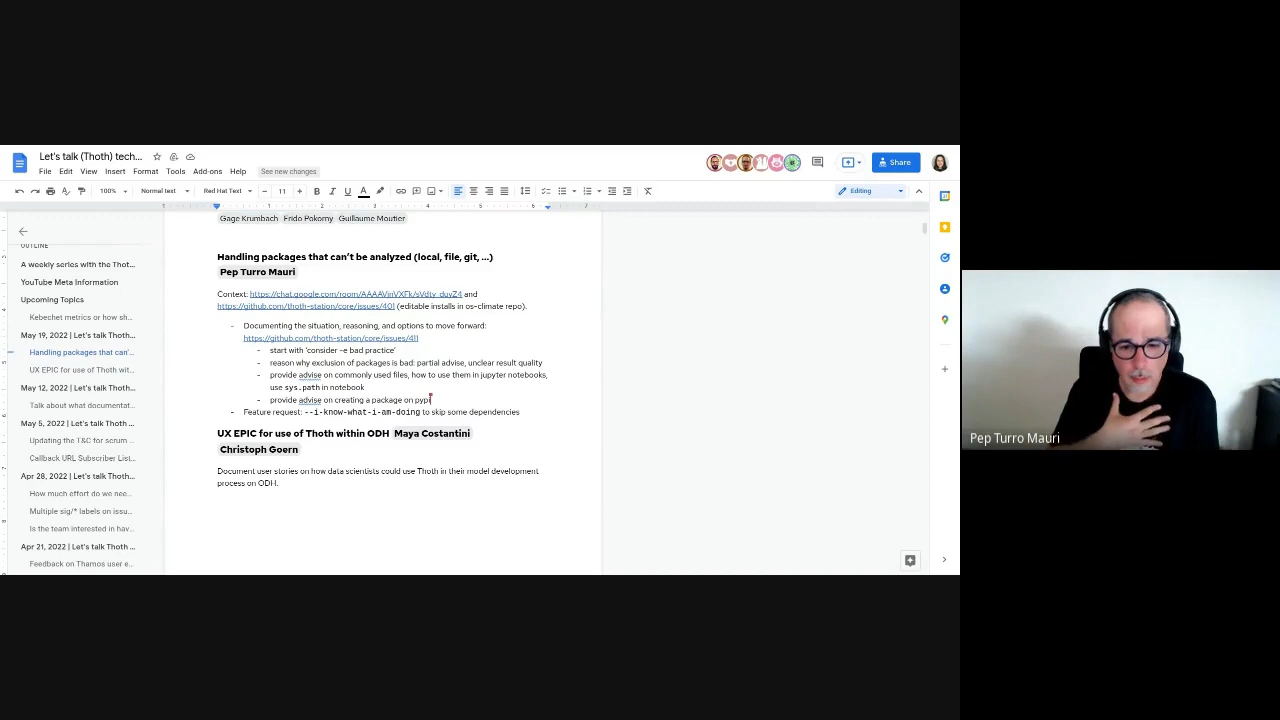 Let's talk (Thoth) tech...
File Edit View Insert Format Tools Add-ons Help See new changes
Share
100% Normal text Red Hat Text 11 B I U A Editing
OUTLINE
A weekly series with the Thot...
YouTube Meta Information
Upcoming Topics
Kebechet metrics or how sh...
May 19, 2022 | Let's talk Thoth...
Handling packages that can'...
UX EPIC for use of Thoth wit...
May 12, 2022 | Let's talk Thoth...
Talk about what documentat...
May 5, 2022 | Let's talk Thoth ...
Updating the T&C for scrum ...
Callback URL Subscriber List...
Apr 28, 2022 | Let's talk Thoth...
How much effort do we nee...
Multiple sig/* labels on issu...
Is the team interested in hav...
Apr 21, 2022 | Let's talk Thoth ...
Feedback on Thamos user e...
Gage Krumbach Frido Pokorny Guillaume Moutier
Handling packages that can't be analyzed (local, file, git, ...)
Pep Turro Mauri
Context: https://chat.google.com/room/AAAAVjnVXFk/sVdtv_duyZ4 and
https://github.com/thoth-station/core/issues/401 (editable installs in os-climate repo).
- Documenting the situation, reasoning, and options to move forward:
https://github.com/thoth-station/core/issues/411
- start with 'consider -e bad practice'
- reason why exclusion of packages is bad: partial advise, unclear result quality
- provide advise on commonly used files, how to use them in jupyter notebooks,
use sys.path in notebook
- provide advise on creating a package on pypi
- Feature request: --i-know-what-i-am-doing to skip some dependencies
UX EPIC for use of Thoth within ODH Maya Costantini
Christoph Goern
Document user stories on how data scientists could use Thoth in their model development
process on ODH.
Pep Turro Mauri